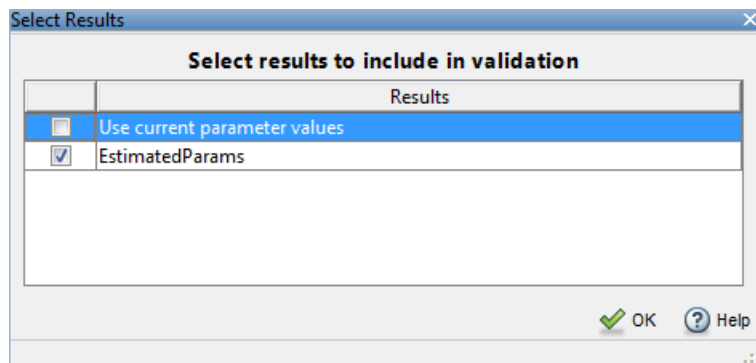 Select Results
Select results to include in validation
Results
Use current parameter values
EstimatedParams
OK Help